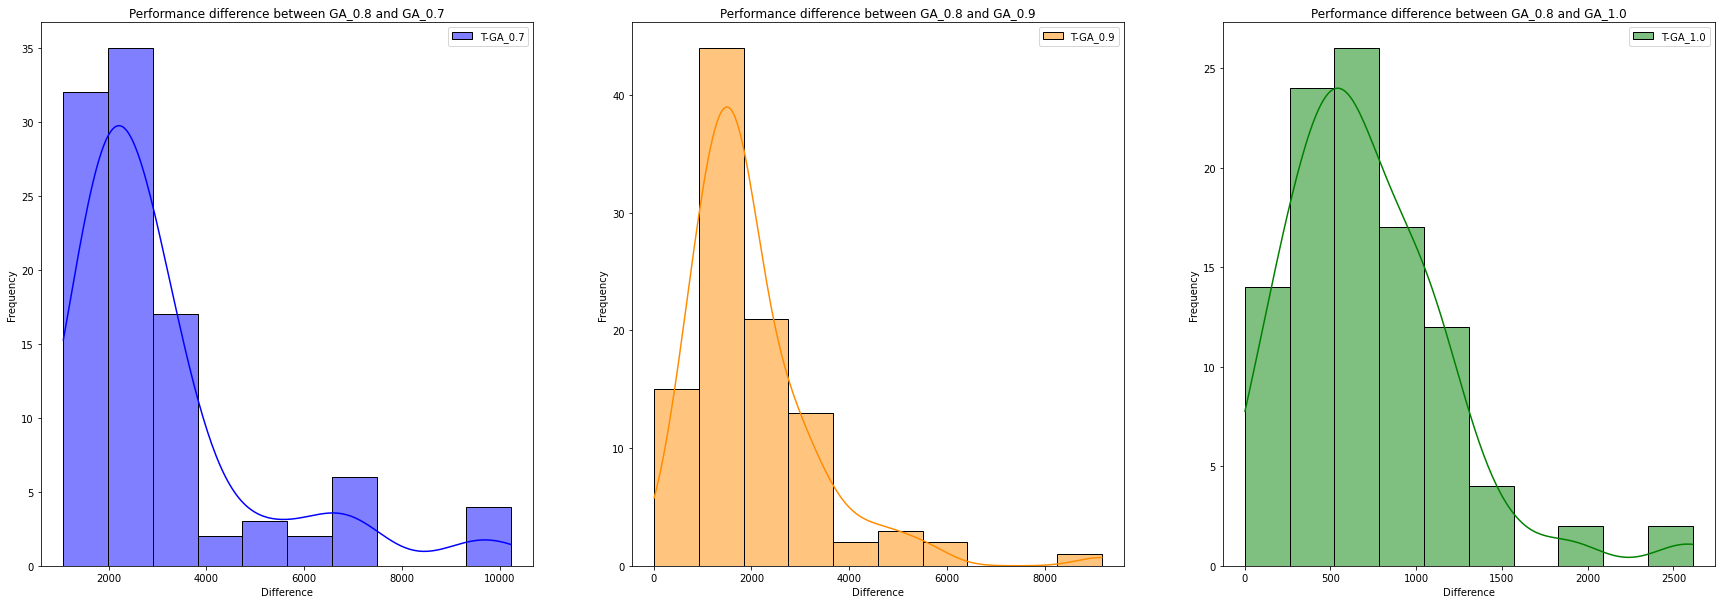 Performance difference between GA_0.8 and GA_0.7
T-GA_0.7
35
30
25
20
15
10
5
0
Frequency
2000 4000 6000 8000 10000
Difference
Performance difference between GA_0.8 and GA_0.9
T-GA_0.9
40
30
20
10
0
Frequency
0 2000 4000 6000 8000
Difference
Performance difference between GA_0.8 and GA_1.0
T-GA_1.0
25
20
15
10
5
0
Frequency
0 500 1000 1500 2000 2500
Difference